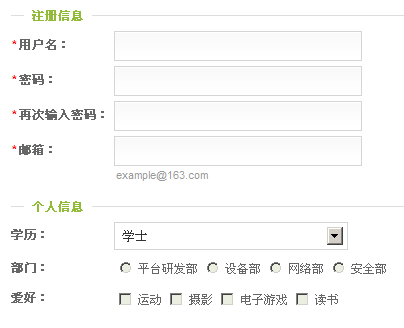 注册信息
*用户名：
*密码：
*再次输入密码：
*邮箱：
example@163.com
个人信息
学历： 学士
部门： 平台研发部 设备部 网络部 安全部
爱好： 运动 摄影 电子游戏 读书